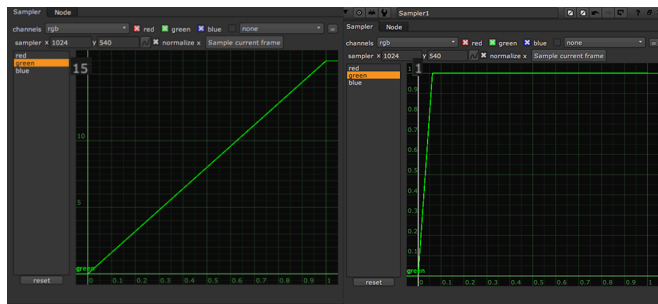 Sampler Node
channels rgb red green blue none =
sampler x 1024 y 540 normalize x Sample current frame
red
green
blue
15
10
5
green
0 0.1 0.2 0.3 0.4 0.5 0.6 0.7 0.8 0.9 1
reset
Sampler1 ?
Sampler Node
channels rgb red green blue none =
sampler x 1024 y 540 normalize x Sample current frame
red
green
blue
1
0.9
0.8
0.7
0.6
0.5
0.4
0.3
0.2
0.1
green
0 0.1 0.2 0.3 0.4 0.5 0.6 0.7 0.8 0.9 1
reset